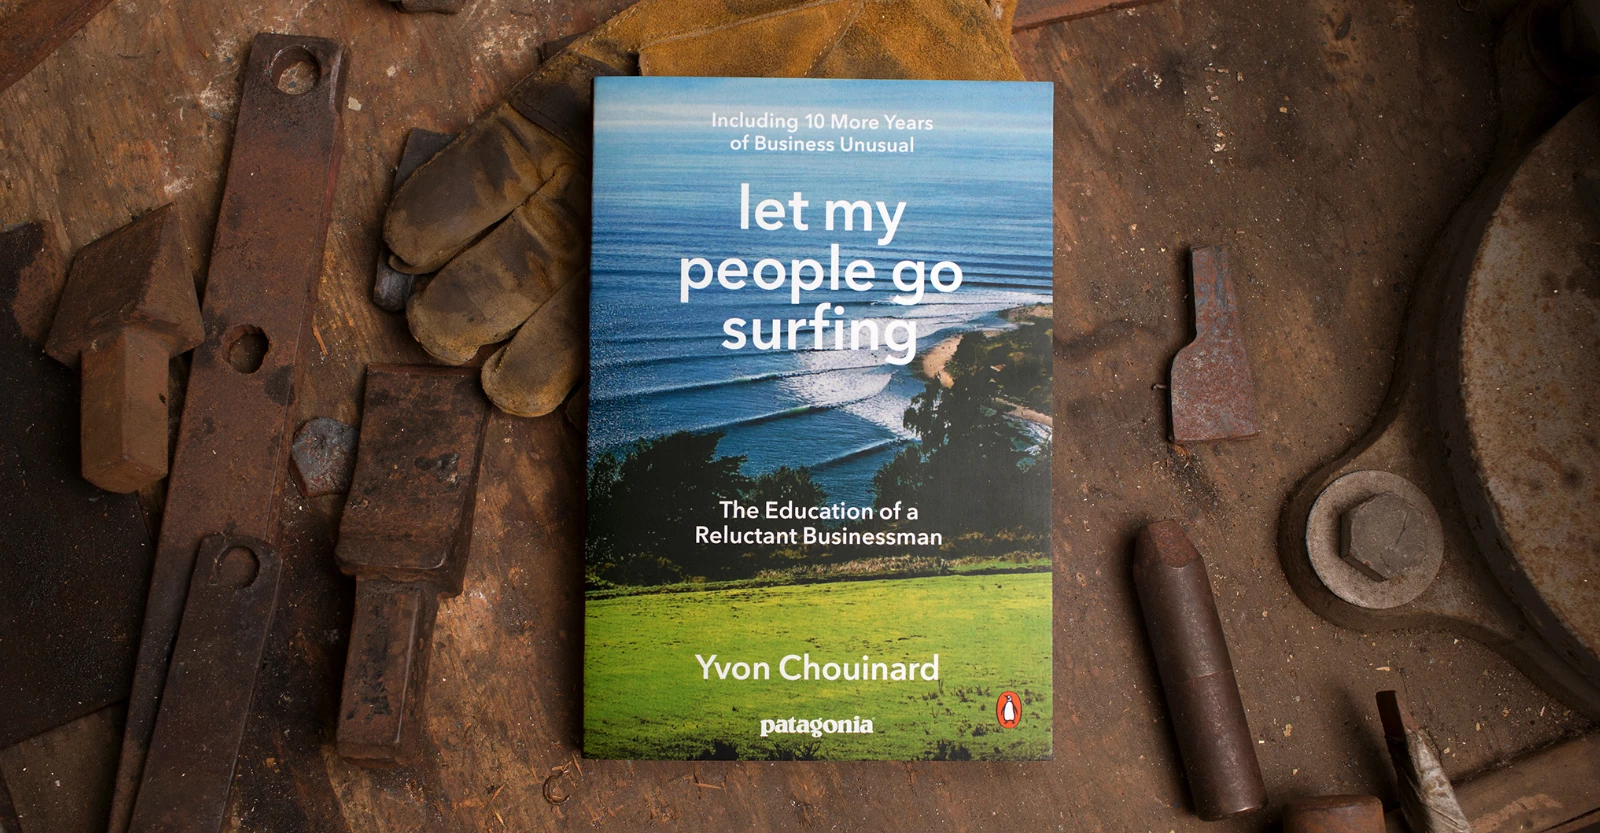 Including 10 More Years
of Business Unusual
let my
people go
surfing
The Education of a
Reluctant Businessman
Yvon Chouinard
patagonia